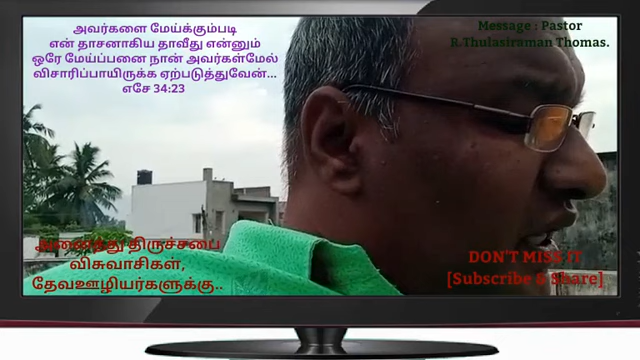 அவர்களை மேய்க்கும்படி
என் தாசனாகிய தாவீது என்னும்
ஒரே மேய்ப்பனை நான் அவர்கள்மேல்
விசாரிப்பாயிருக்க ஏற்படுத்துவேன்...
எசே 34:23
Message : Pastor
R.Thulasiraman Thomas.
அனைத்து திருச்சபை
விசுவாசிகள்,
தேவஊழியர்களுக்கு..
DON'T MISS ?!
[Subscribe & Share]